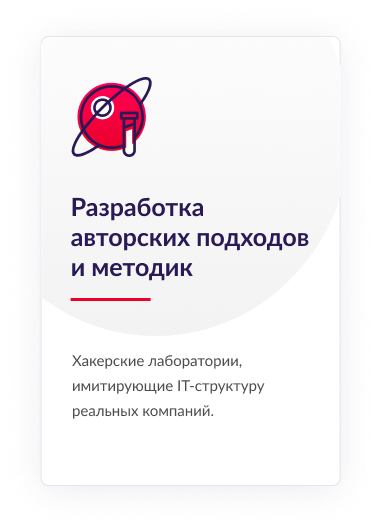 Разработка
авторских подходов
и методик
Хакерские лаборатории,
имитирующие IT-структуру
реальных компаний.